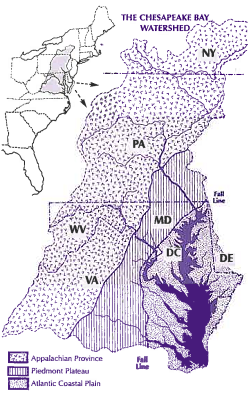 THE CHESAPEAKE BAY
WATERSHED
NY
PA
Fall
Line
MD
WV
DC
DE
VA
Fall
Line
Appalachian Province
Piedmont Plateau
Atlantic Coastal Plain